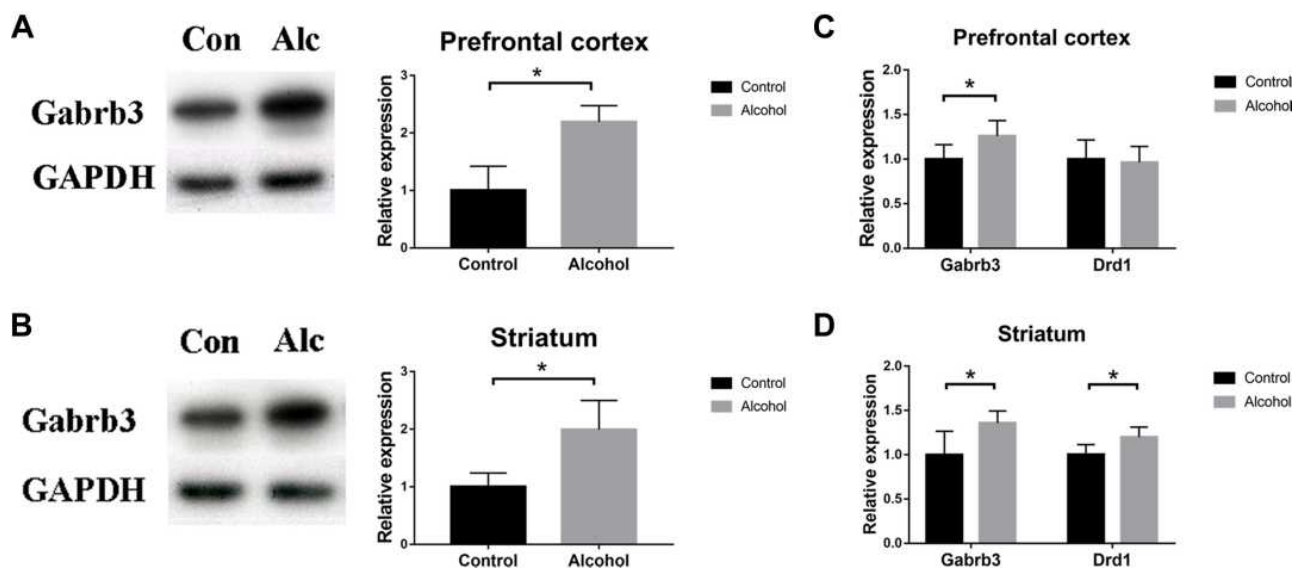 A
Con Alc
Gabrb3
GAPDH
Prefrontal cortex
Relative expression
3
2
1
0
*
Control Alcohol
Control
Alcohol
C
Prefrontal cortex
Relative expression
2.0
1.5
1.0
0.5
0.0
*
Gabrb3 Drd1
Control
Alcohol
B
Con Alc
Gabrb3
GAPDH
Striatum
Relative expression
3
2
1
0
*
Control Alcohol
Control
Alcohol
D
Striatum
Relative expression
2.0
1.5
1.0
0.5
0.0
* *
Gabrb3 Drd1
Control
Alcohol